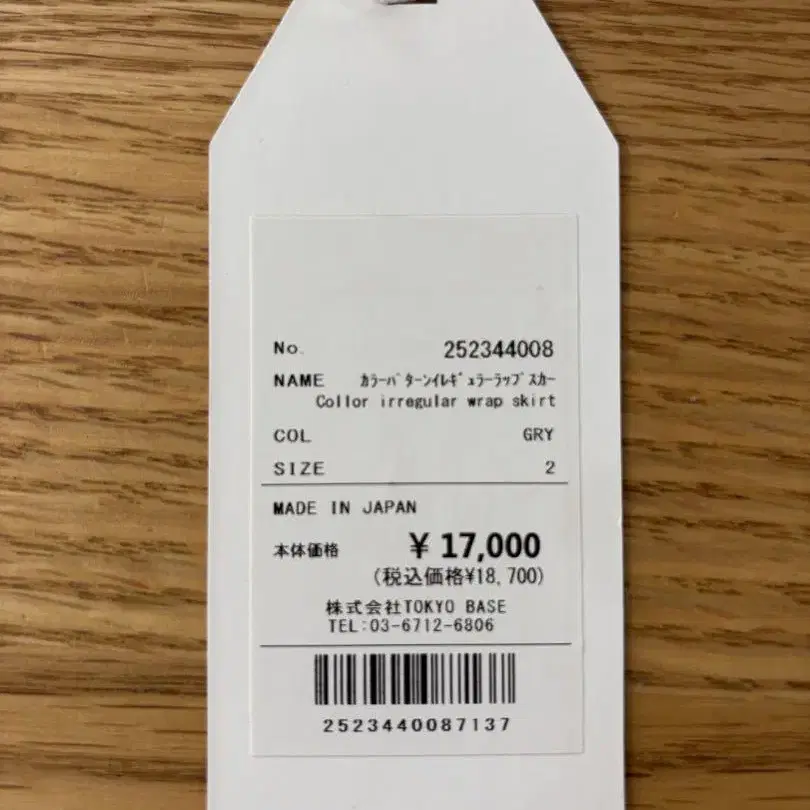 No. 252344008
NAME ｶﾗｰﾊﾟﾀｰﾝｲﾚｷﾞｭﾗｰﾗｯﾌﾟｽｶｰ
Collor irregular wrap skirt
COL GRY
SIZE 2
MADE IN JAPAN
本体価格 ¥ 17,000
(税込価格¥18,700)
株式会社TOKYO BASE
TEL:03-6712-6806
2523440087137